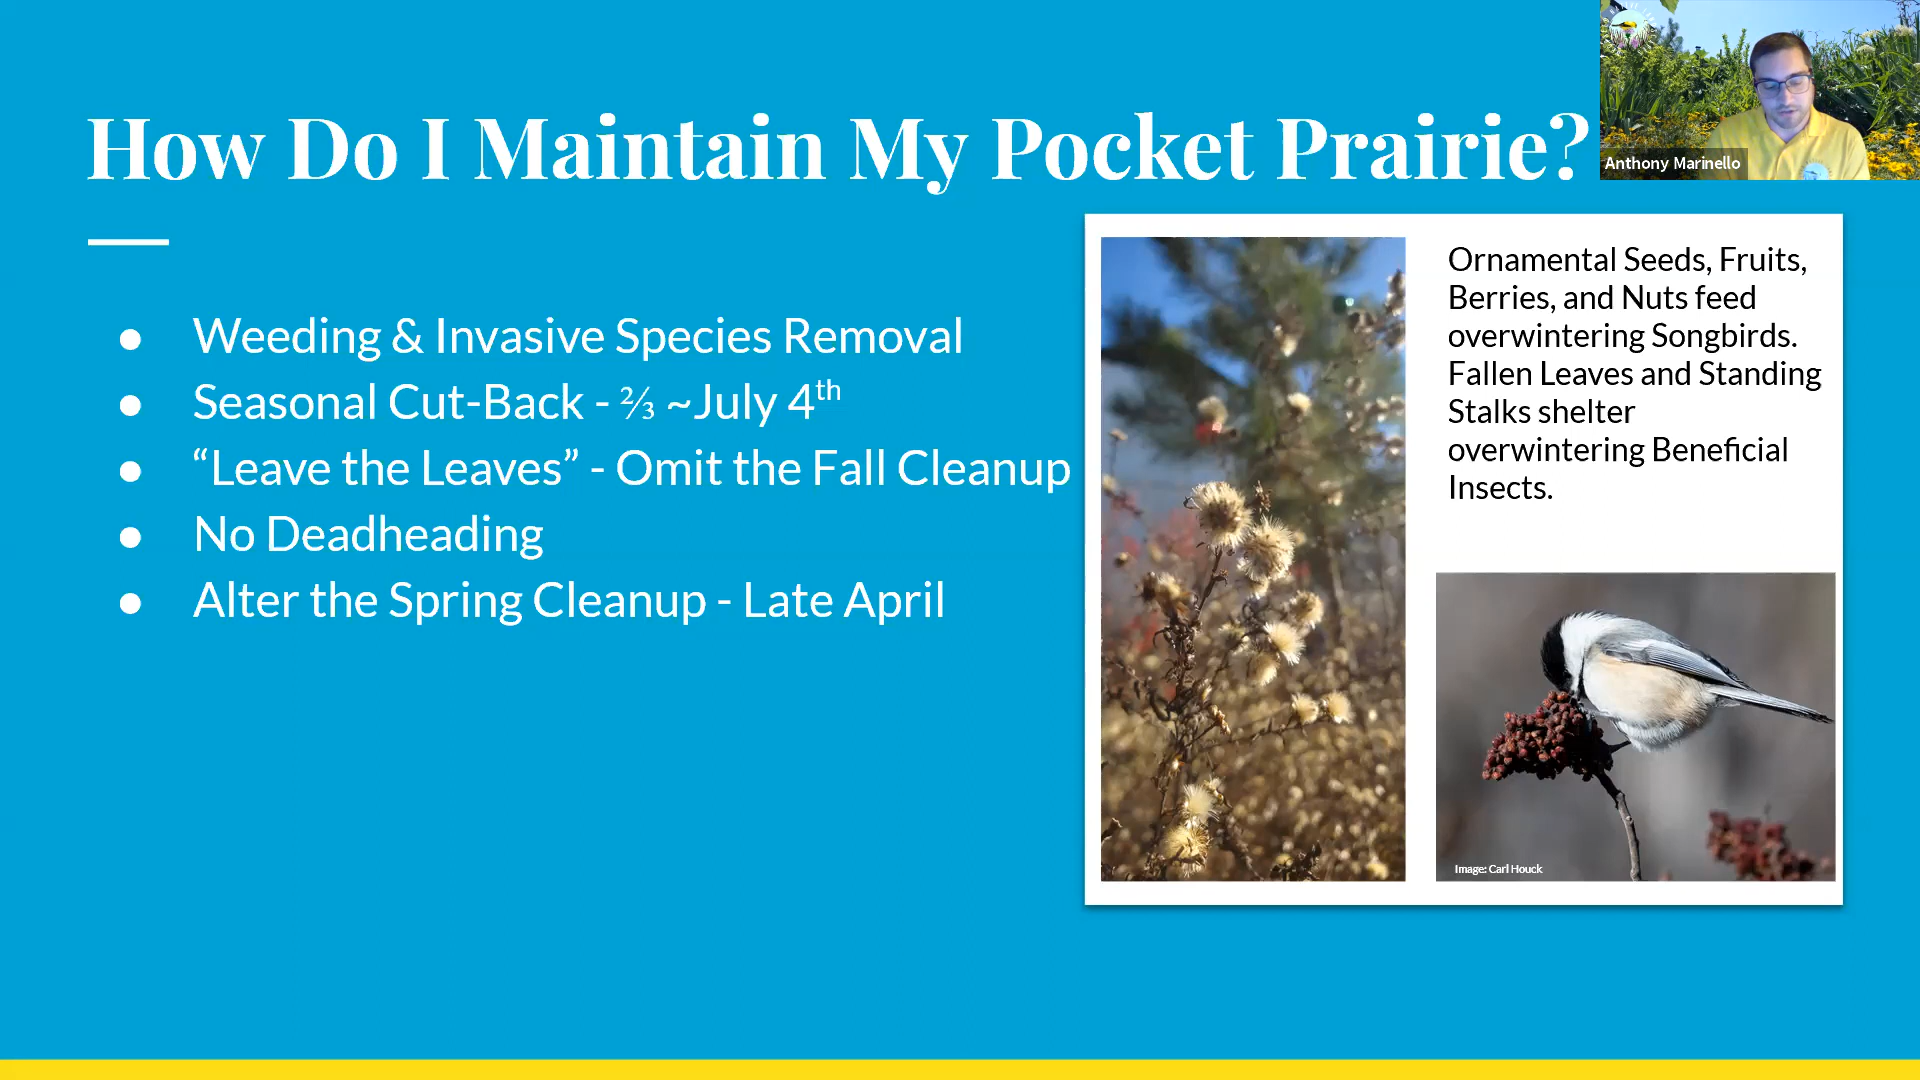 How Do I Maintain My Pocket Prairie?
Anthony Marinello
● Weeding & Invasive Species Removal
● Seasonal Cut-Back - ⅔ ~July 4th
● “Leave the Leaves” - Omit the Fall Cleanup
● No Deadheading
● Alter the Spring Cleanup - Late April
Ornamental Seeds, Fruits,
Berries, and Nuts feed
overwintering Songbirds.
Fallen Leaves and Standing
Stalks shelter
overwintering Beneficial
Insects.
Image: Carl Houck